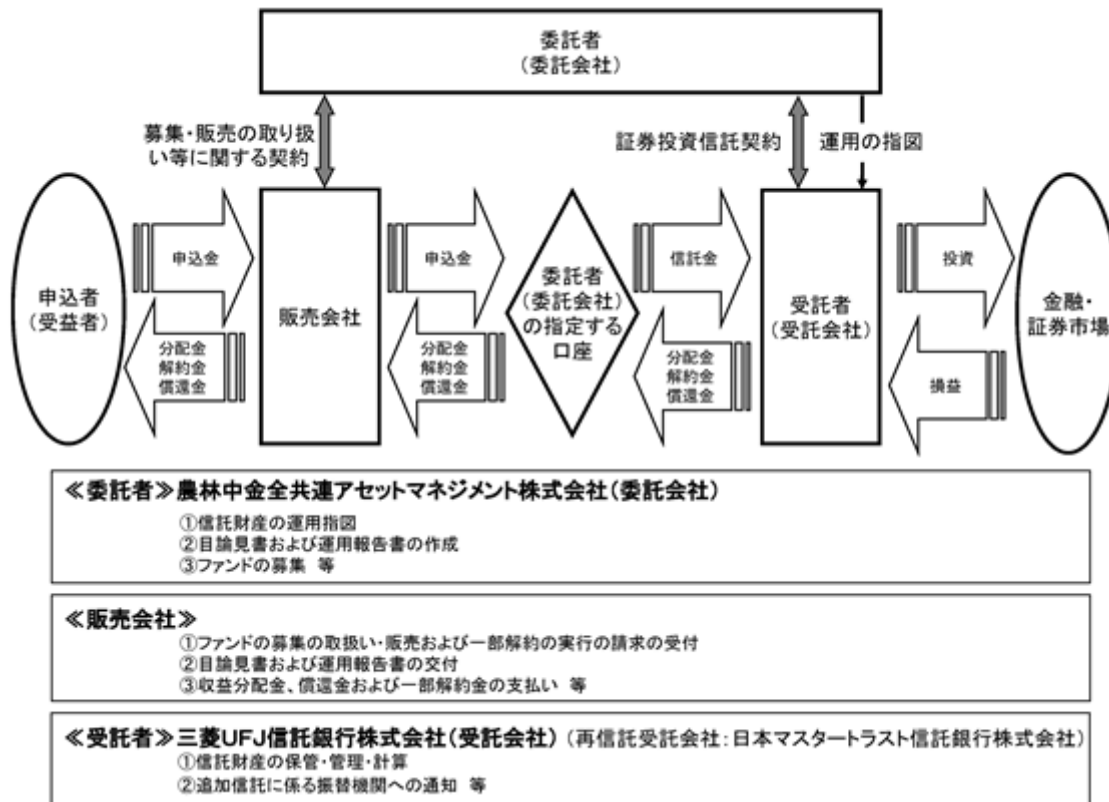 委託者
(委託会社)
募集・販売の取り扱
い等に関する契約
証券投資信託契約
運用の指図
申込者
(受益者)
申込金
分配金
解約金
償還金
販売会社
申込金
分配金
解約金
償還金
委託者
(委託会社)
の指定する
口座
信託金
分配金
解約金
償還金
受託者
(受託会社)
投資
損益
金融・
証券市場
≪委託者≫農林中金全共連アセットマネジメント株式会社(委託会社)
①信託財産の運用指図
②目論見書および運用報告書の作成
③ファンドの募集 等
≪販売会社≫
①ファンドの募集の取扱い・販売および一部解約の実行の請求の受付
②目論見書および運用報告書の交付
③収益分配金、償還金および一部解約金の支払い 等
≪受託者≫三菱UFJ信託銀行株式会社(受託会社) (再信託受託会社:日本マスタートラスト信託銀行株式会社)
①信託財産の保管・管理・計算
②追加信託に係る振替機関への通知 等